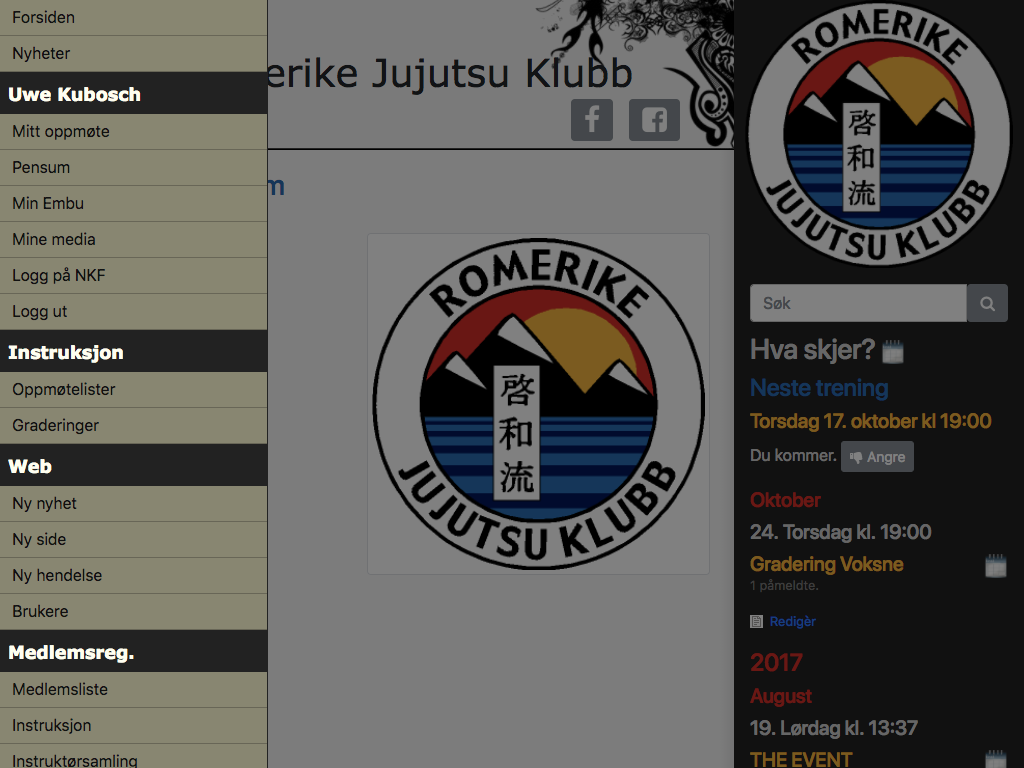 Forsiden
Nyheter
Uwe Kubosch
Mitt oppmøte
Pensum
Min Embu
Mine media
Logg på NKF
Logg ut
Instruksjon
Oppmøtelister
Graderinger
Web
Ny nyhet
Ny side
Ny hendelse
Brukere
Medlemsreg.
Medlemsliste
Instruksjon
Instruktørsamling
erike Jujutsu Klubb
m
ROMERIKE
啓和流
JUJUTSU KLUBB
ROMERIKE
啓和流
JUJUTSU KLUBB
Søk
Hva skjer?
Neste trening
Torsdag 17. oktober kl 19:00
Du kommer. Angre
Oktober
24. Torsdag kl. 19:00
Gradering Voksne
1 påmeldte.
Redigèr
2017
August
19. Lørdag kl. 13:37
THE EVENT